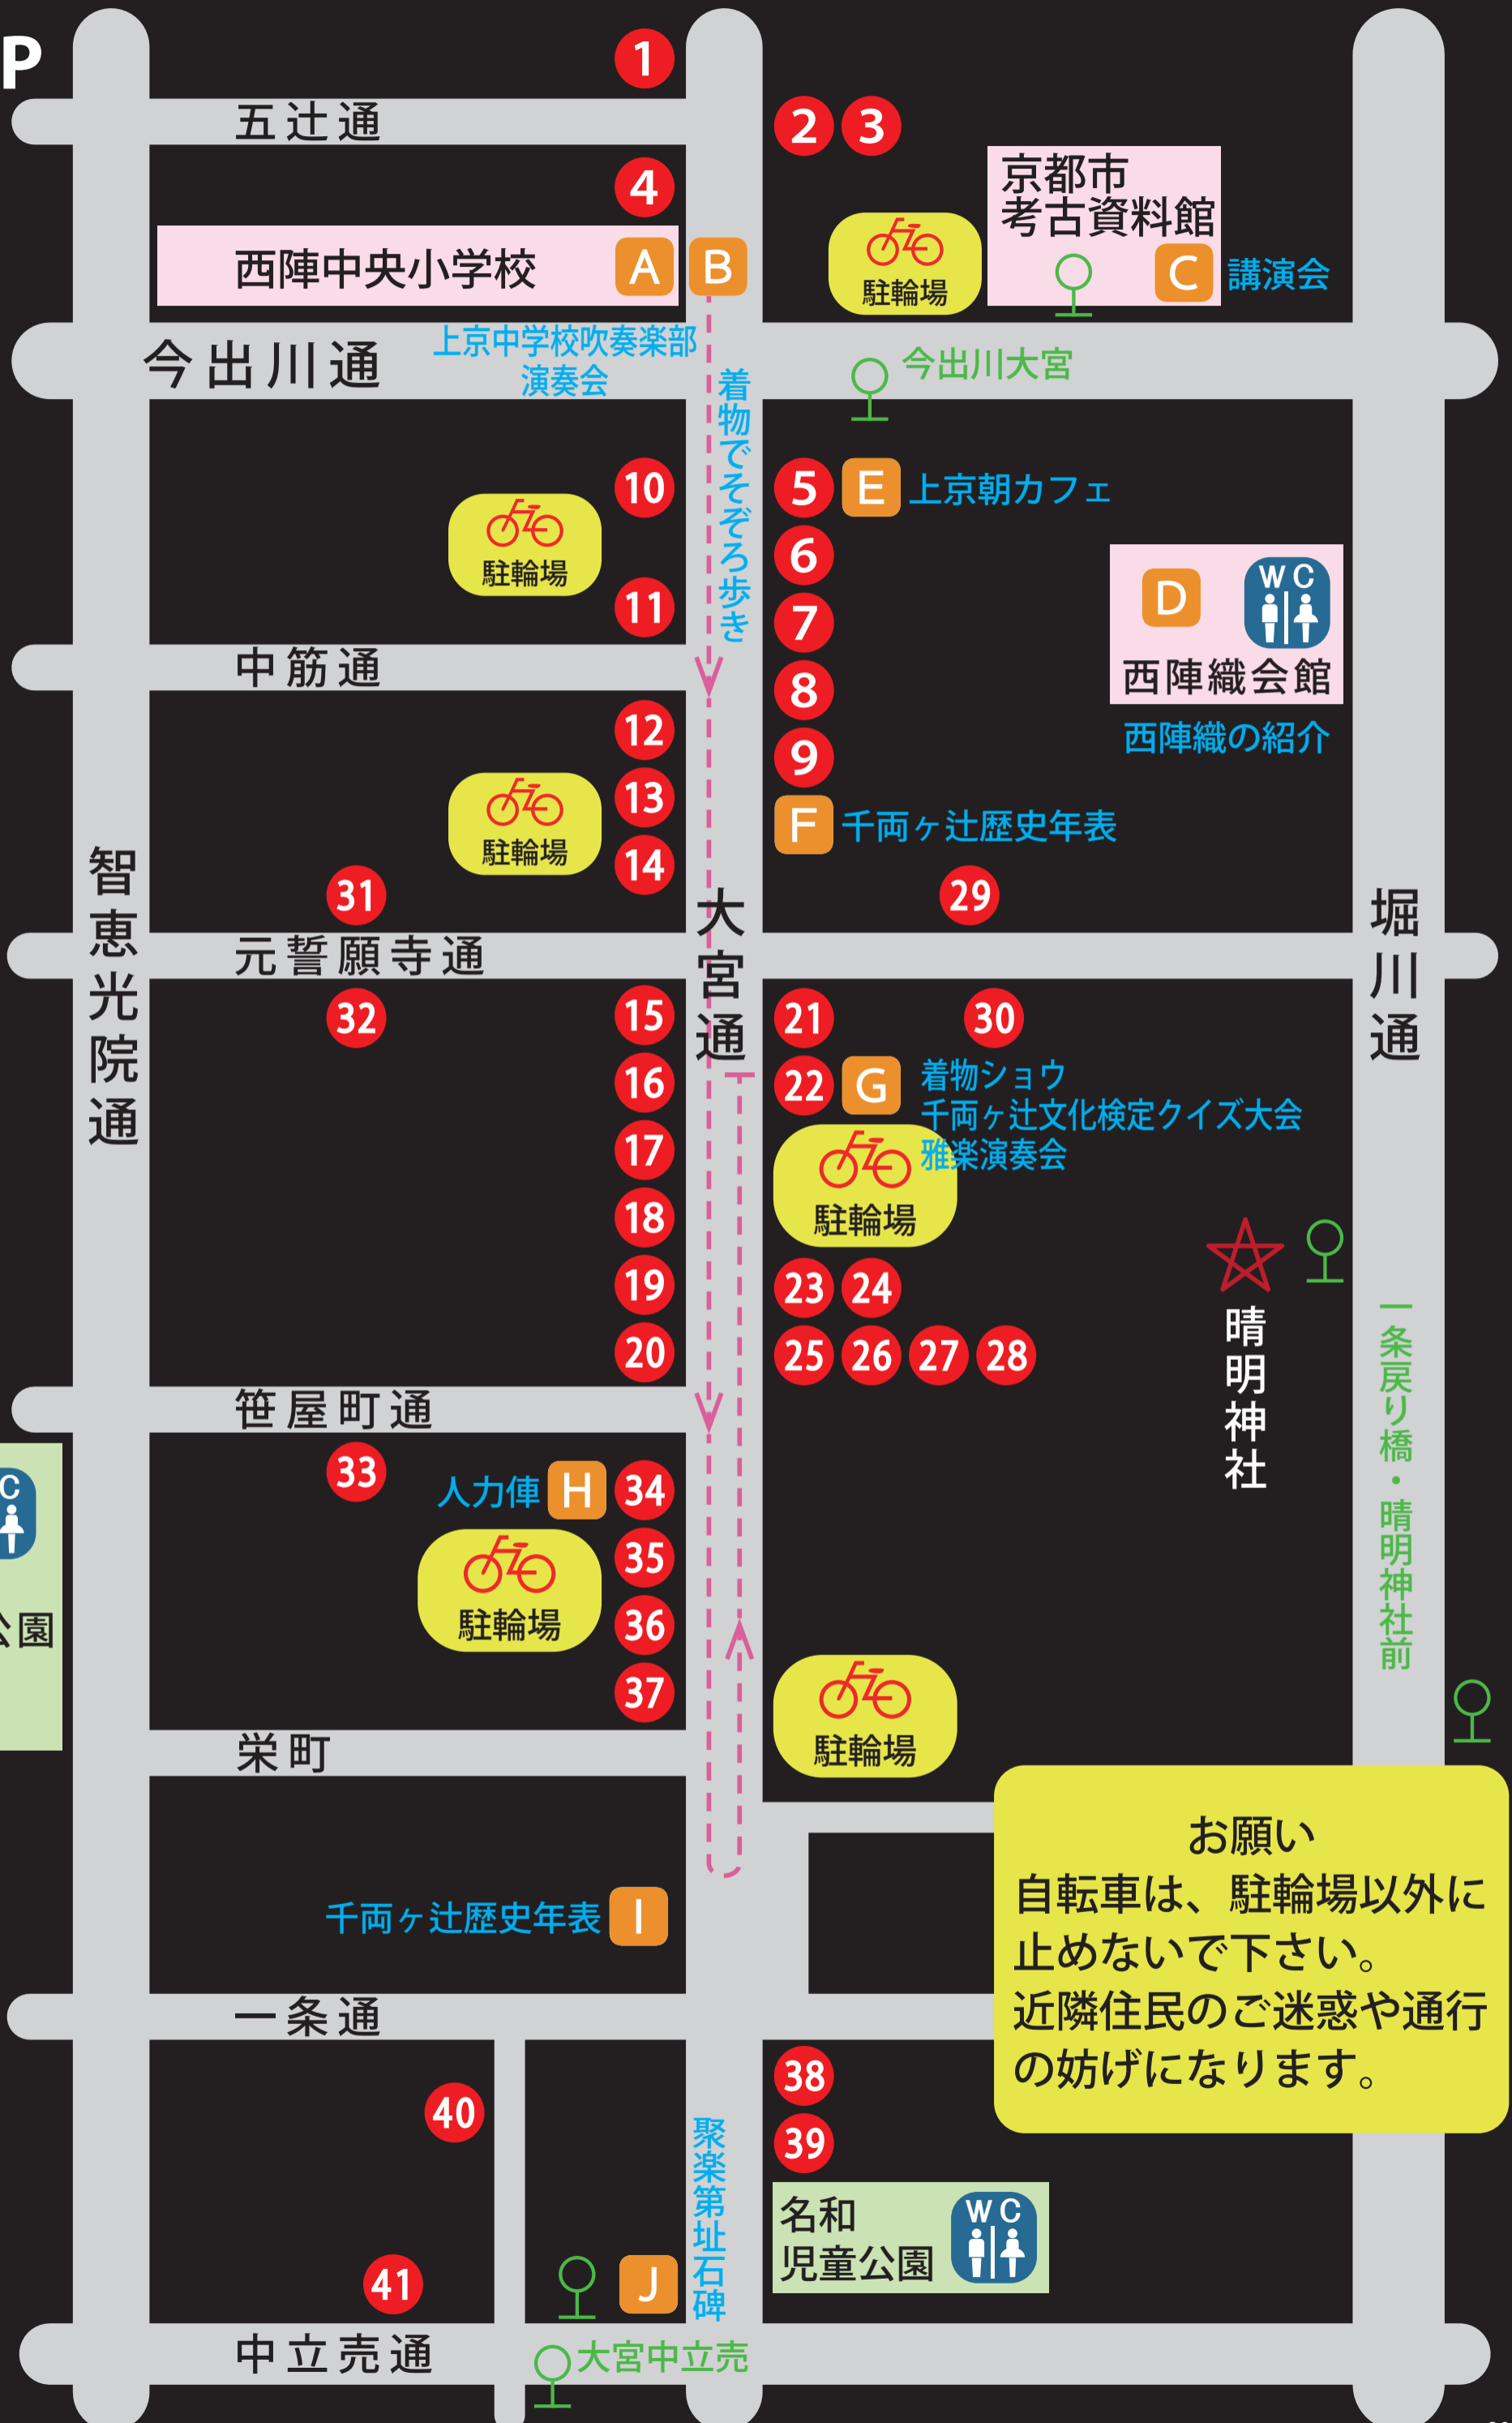 P
1
五辻通
2 3
4
京都市
考古資料館
駐輪場
西陣中央小学校 A B
C 講演会
上京中学校吹奏楽部
演奏会
今出川通
今出川大宮
着物でそぞろ歩き
10
5 E 上京朝カフェ
駐輪場
6
11
7
D WC
西陣織会館
中筋通
8
西陣織の紹介
12
9
13
駐輪場
F 千両ヶ辻歴史年表
14
31
29
智恵光院通
大宮通
堀川通
元誓願寺通
32
15
21
30
16
22 G 着物ショウ
千両ヶ辻文化検定クイズ大会
雅楽演奏会
17
駐輪場
18
19
23 24
20
25 26 27 28
晴明神社
一条戻り橋・晴明神社前
笹屋町通
33
人力俥 H 34
C
35
駐輪場
36
公園
37
駐輪場
栄町
お願い
自転車は、駐輪場以外に
止めないで下さい。
近隣住民のご迷惑や通行
の妨げになります。
千両ヶ辻歴史年表 I
一条通
38
40
39
聚楽第址石碑
名和
児童公園
WC
41
J
中立売通
大宮中立売